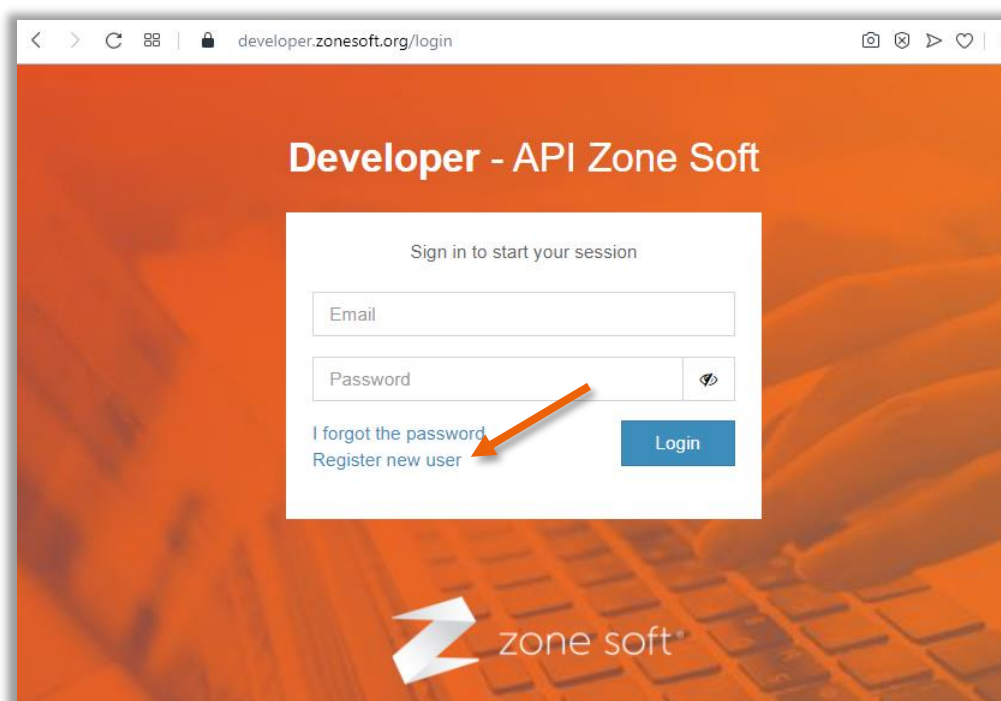 developer.zonesoft.org/login
Developer - API Zone Soft
Sign in to start your session
Email
Password
I forgot the password
Register new user
Login
zone soft